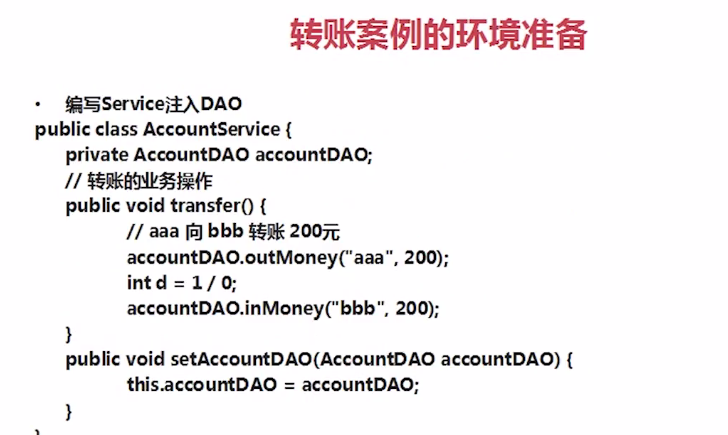 转账案例的环境准备
• 编写Service注入DAO
public class AccountService {
private AccountDAO accountDAO;
// 转账的业务操作
public void transfer() {
// aaa 向 bbb 转账 200元
accountDAO.outMoney("aaa", 200);
int d = 1 / 0;
accountDAO.inMoney("bbb", 200);
}
public void setAccountDAO(AccountDAO accountDAO) {
this.accountDAO = accountDAO;
}
}